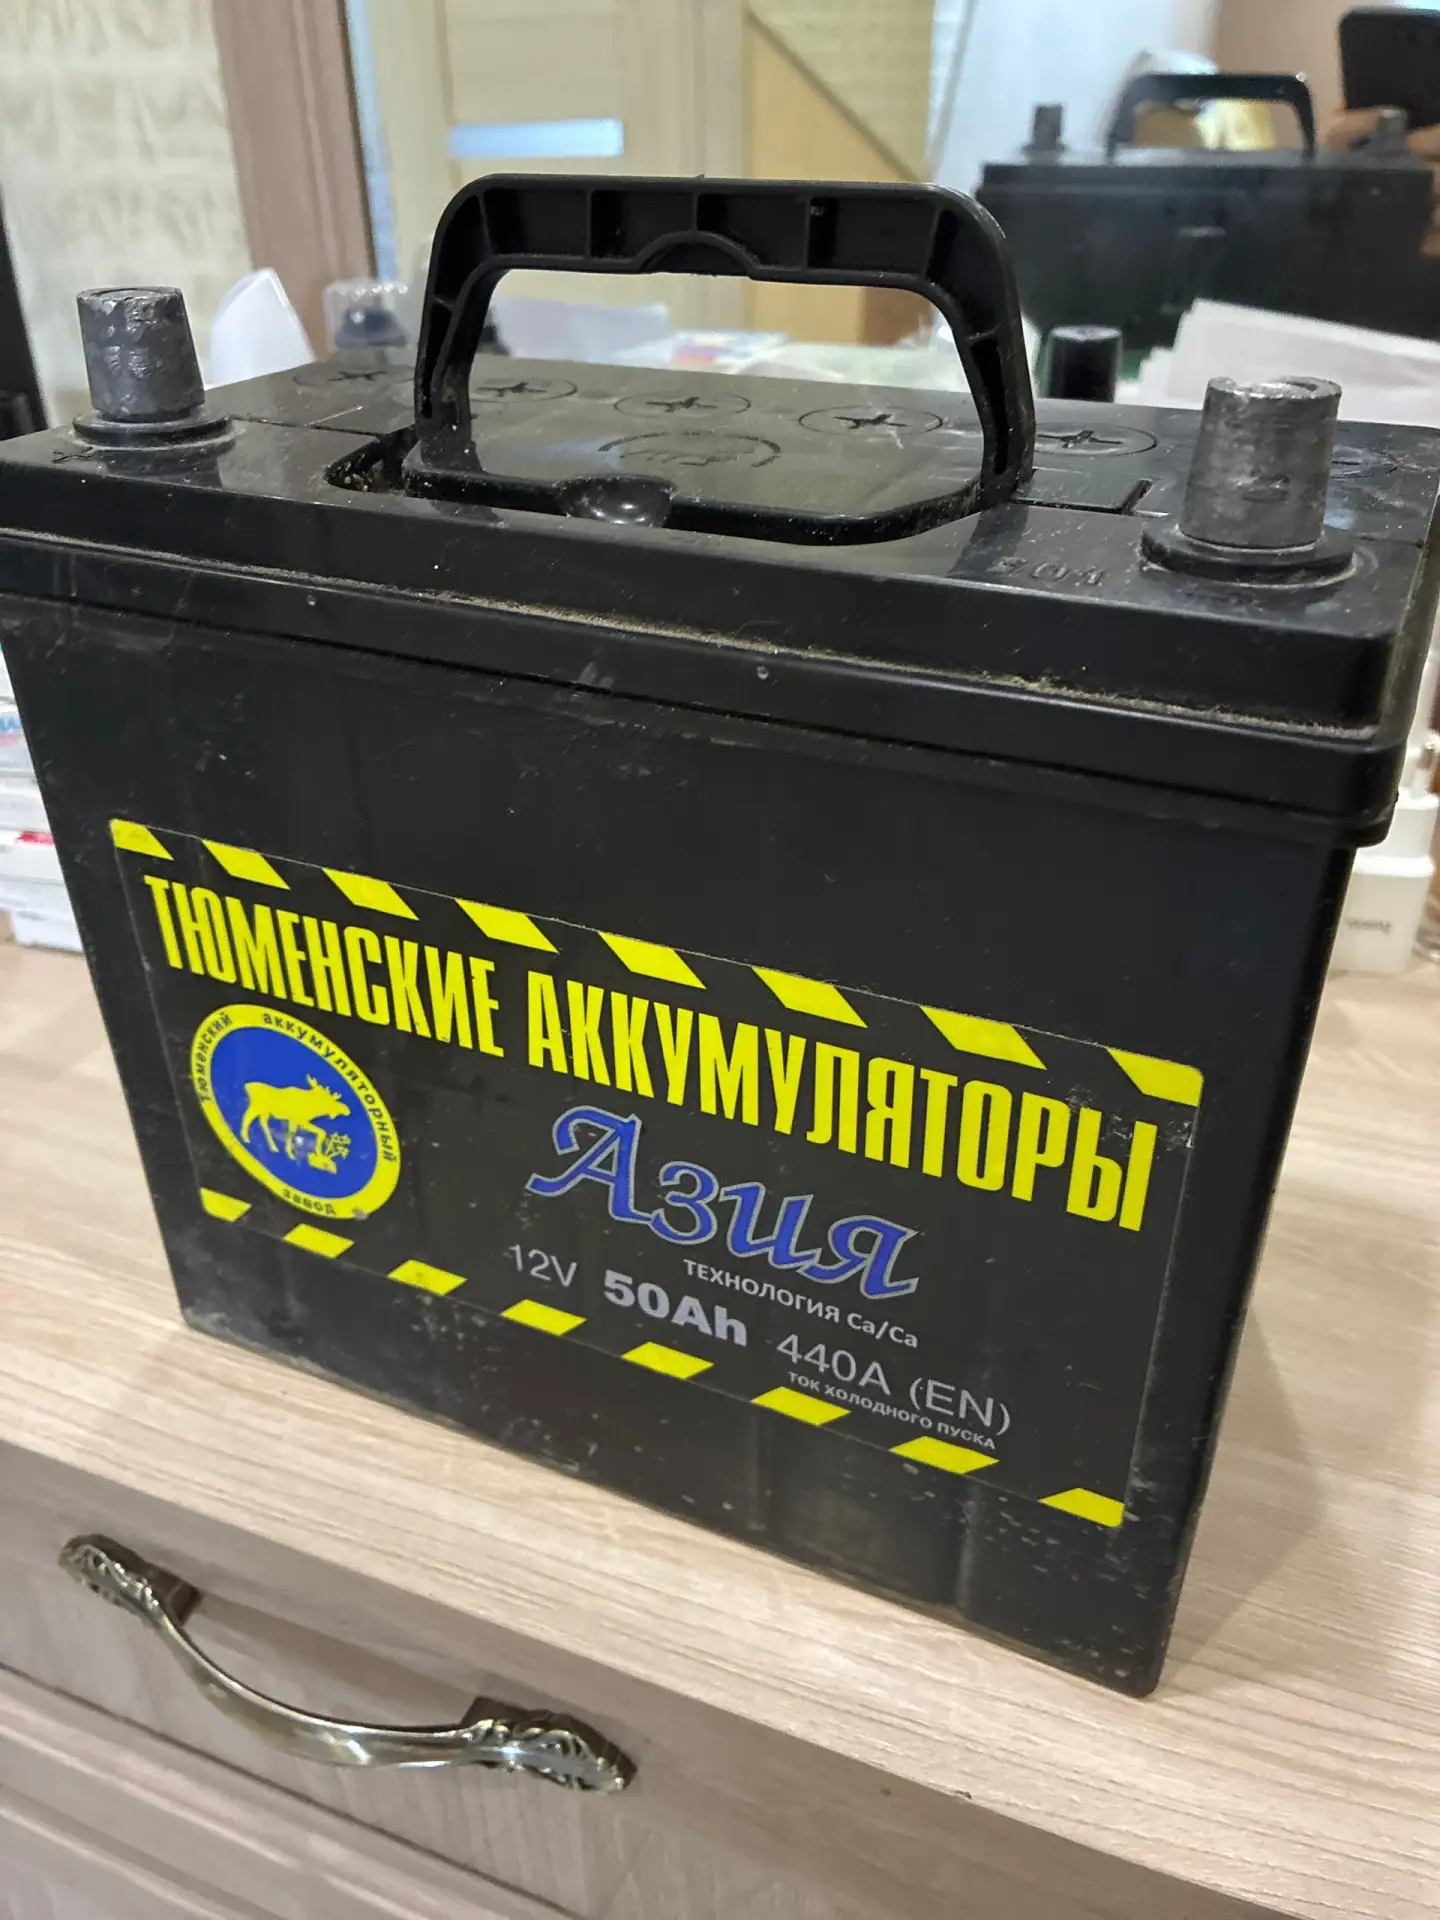 ТЮМЕНСКИЕ АККУМУЛЯТОРЫ
тюменский аккумуляторный
завод
Азия
ТЕХНОЛОГИЯ Ca/Ca
12V 50Ah 440A (EN)
ТОК ХОЛОДНОГО ПУСКА